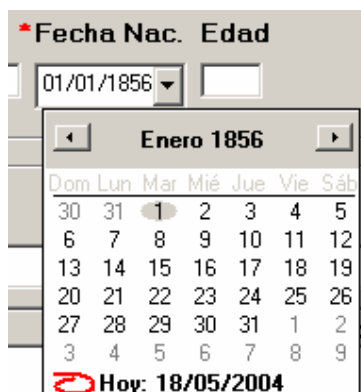 *Fecha Nac. Edad
01/01/1856
Enero 1856
Dom Lun Mar Mié Jue Vie Sáb
30 31 1 2 3 4 5
6 7 8 9 10 11 12
13 14 15 16 17 18 19
20 21 22 23 24 25 26
27 28 29 30 31 1 2
3 4 5 6 7 8 9
Hoy: 18/05/2004